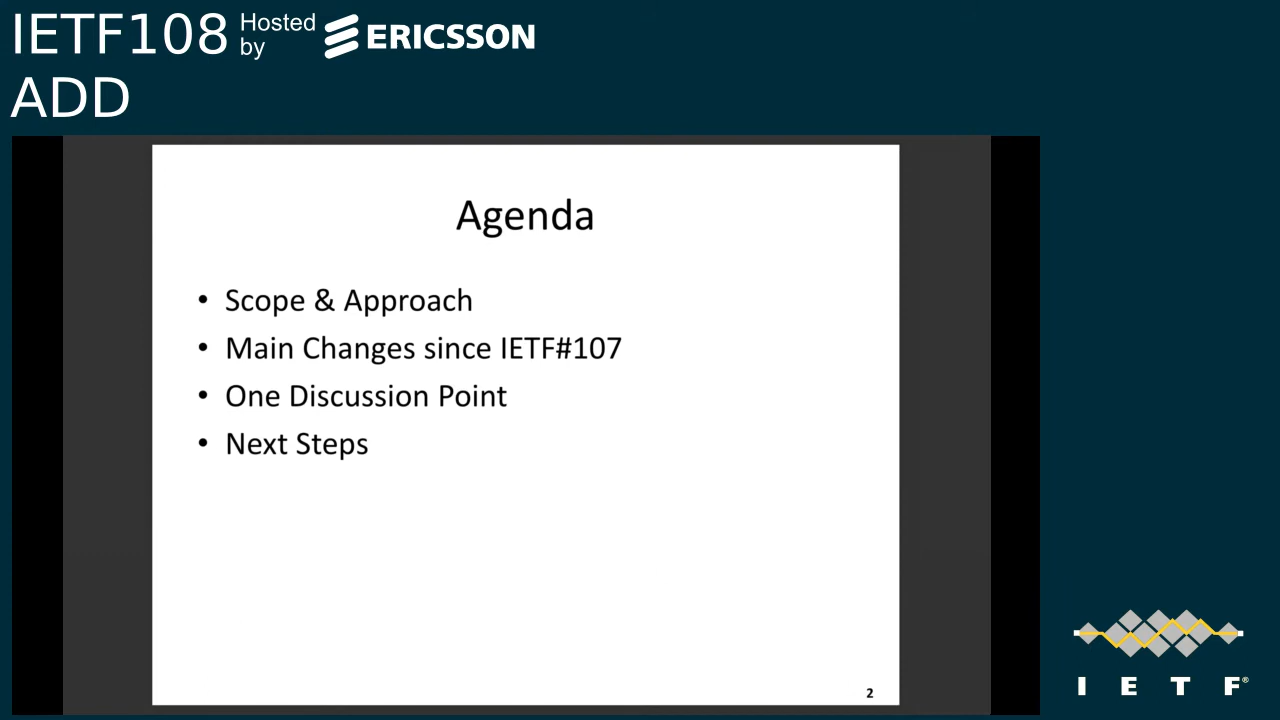 IETF108 Hosted by ERICSSON
ADD
Agenda
• Scope & Approach
• Main Changes since IETF#107
• One Discussion Point
• Next Steps
2
I E T F®